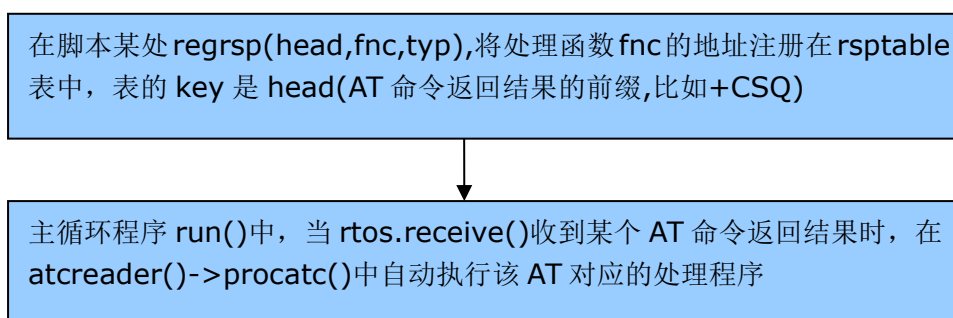 在脚本某处regrsp(head,fnc,typ),将处理函数fnc的地址注册在rsptable
表中，表的 key 是 head(AT 命令返回结果的前缀,比如+CSQ)
主循环程序 run()中，当 rtos.receive()收到某个 AT 命令返回结果时，在
atcreader()->procatc()中自动执行该 AT 对应的处理程序